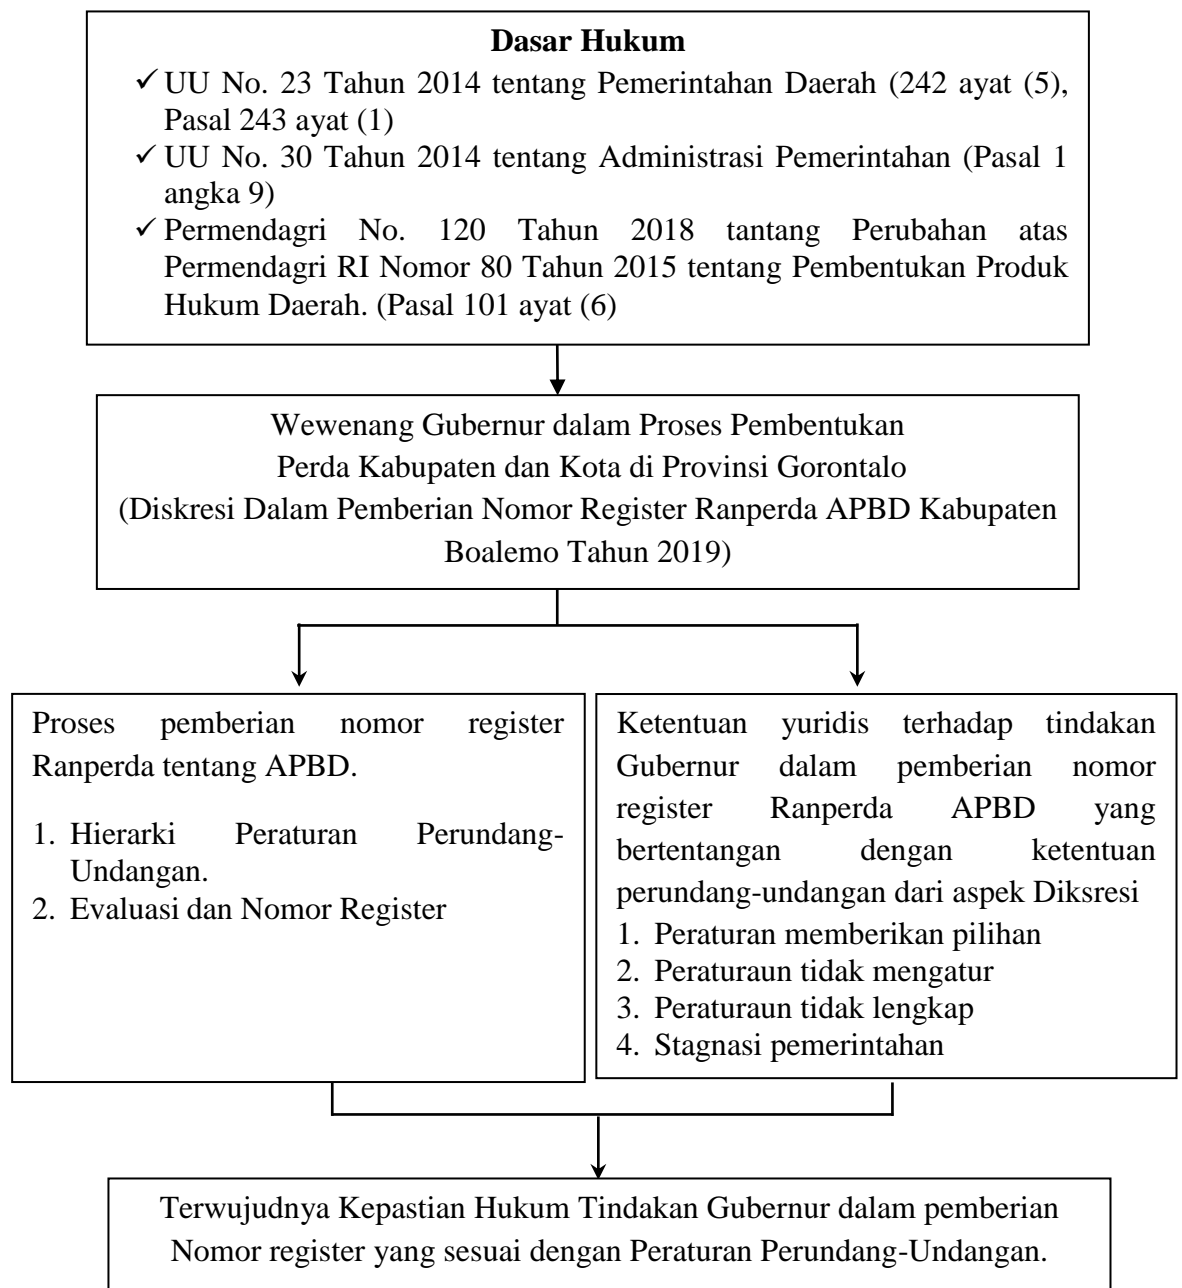 Dasar Hukum
✓ UU No. 23 Tahun 2014 tentang Pemerintahan Daerah (242 ayat (5),
Pasal 243 ayat (1)
✓ UU No. 30 Tahun 2014 tentang Administrasi Pemerintahan (Pasal 1
angka 9)
✓ Permendagri No. 120 Tahun 2018 tantang Perubahan atas
Permendagri RI Nomor 80 Tahun 2015 tentang Pembentukan Produk
Hukum Daerah. (Pasal 101 ayat (6)
Wewenang Gubernur dalam Proses Pembentukan
Perda Kabupaten dan Kota di Provinsi Gorontalo
(Diskresi Dalam Pemberian Nomor Register Ranperda APBD Kabupaten
Boalemo Tahun 2019)
Proses pemberian nomor register
Ranperda tentang APBD.
1. Hierarki Peraturan Perundang-
Undangan.
2. Evaluasi dan Nomor Register
Ketentuan yuridis terhadap tindakan
Gubernur dalam pemberian nomor
register Ranperda APBD yang
bertentangan dengan ketentuan
perundang-undangan dari aspek Diksresi
1. Peraturan memberikan pilihan
2. Peraturaun tidak mengatur
3. Peraturaun tidak lengkap
4. Stagnasi pemerintahan
Terwujudnya Kepastian Hukum Tindakan Gubernur dalam pemberian
Nomor register yang sesuai dengan Peraturan Perundang-Undangan.